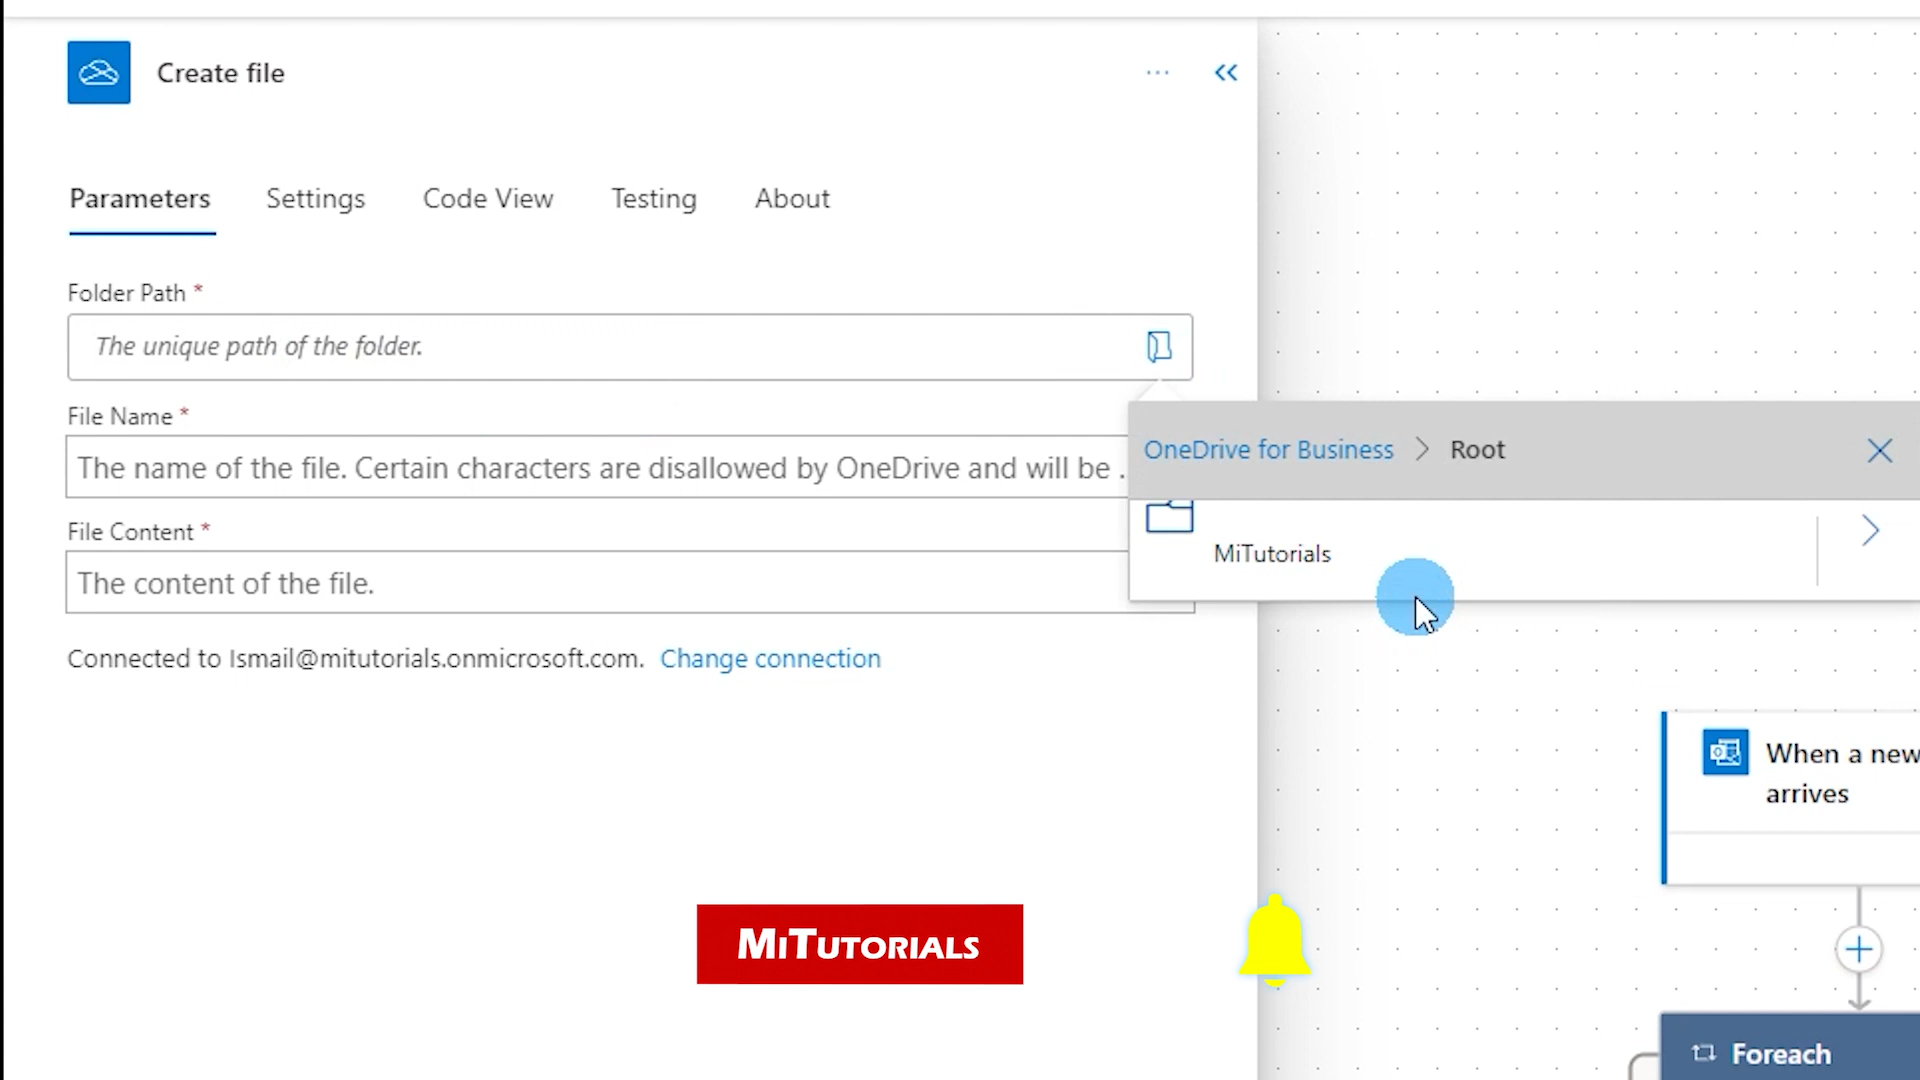 Create file
Parameters
Settings
Code View
Testing
About
Folder Path *
The unique path of the folder.
File Name *
The name of the file. Certain characters are disallowed by OneDrive and will be .
OneDrive for Business > Root
MiTutorials
File Content *
The content of the file.
Connected to Ismail@mitutorials.onmicrosoft.com. Change connection
When a new
arrives
MiTutorials
Foreach